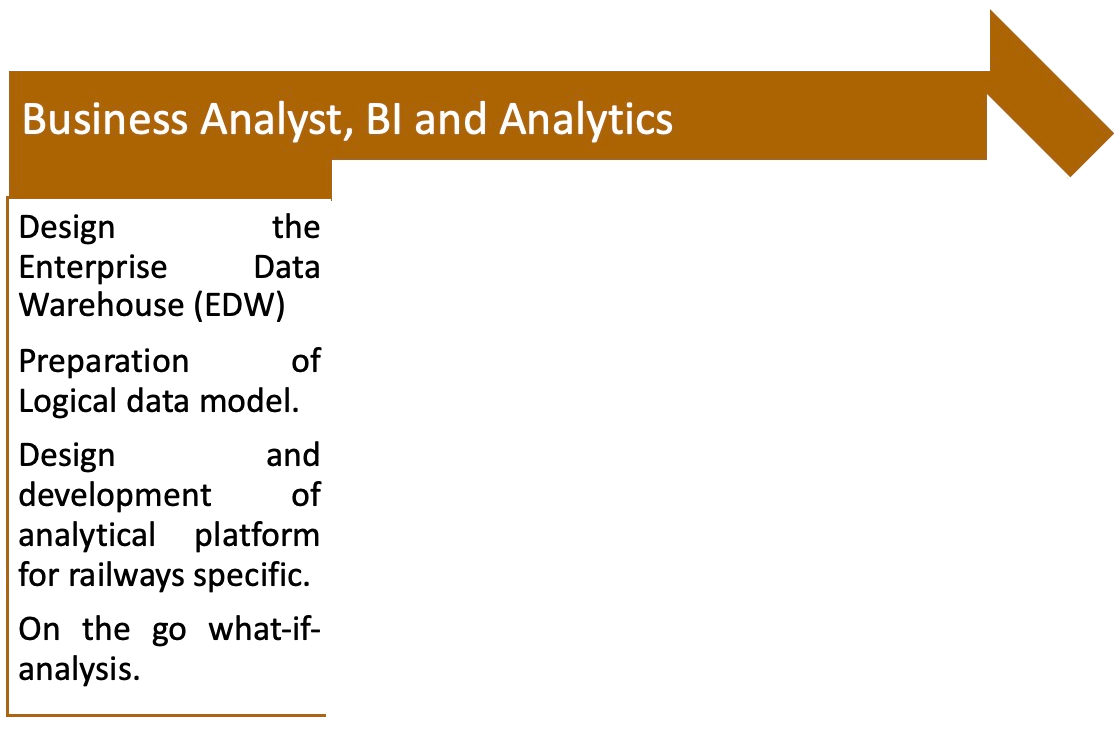 Business Analyst, BI and Analytics
Design the
Enterprise Data
Warehouse (EDW)
Preparation of
Logical data model.
Design and
development of
analytical platform
for railways specific.
On the go what-if-
analysis.